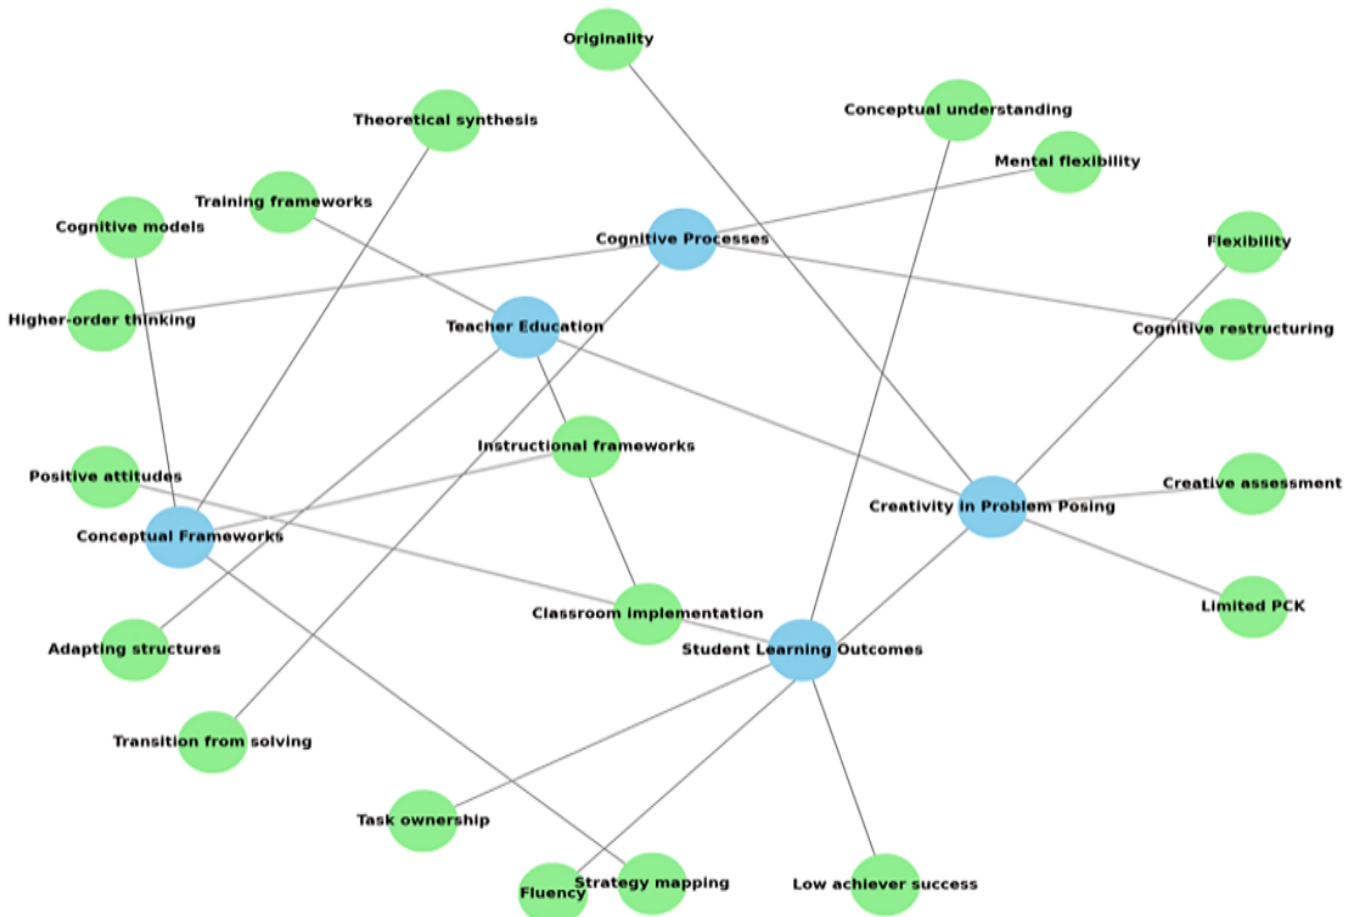 Originality
Conceptual understanding
Theoretical synthesis
Mental flexibility
Training frameworks
Cognitive models
Cognitive Processes
Flexibility
Higher-order thinking
Teacher Education
Cognitive restructuring
Instructional frameworks
Positive attitudes
Creative assessment
Creativity in Problem Posing
Conceptual Frameworks
Limited PCK
Classroom implementation
Adapting structures
Student Learning Outcomes
Transition from solving
Task ownership
Strategy mapping
Low achiever success
Fluency